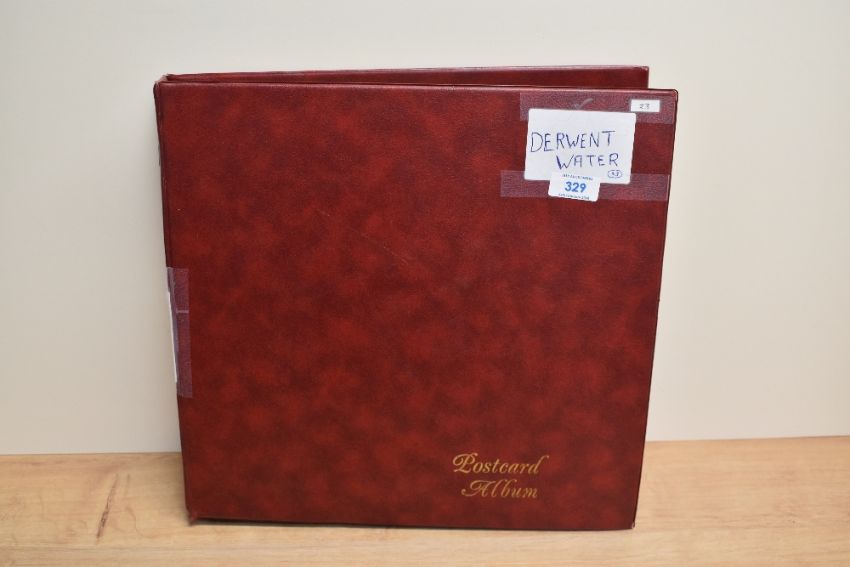 23
DERWENT
WATER
329
Postcard
Album